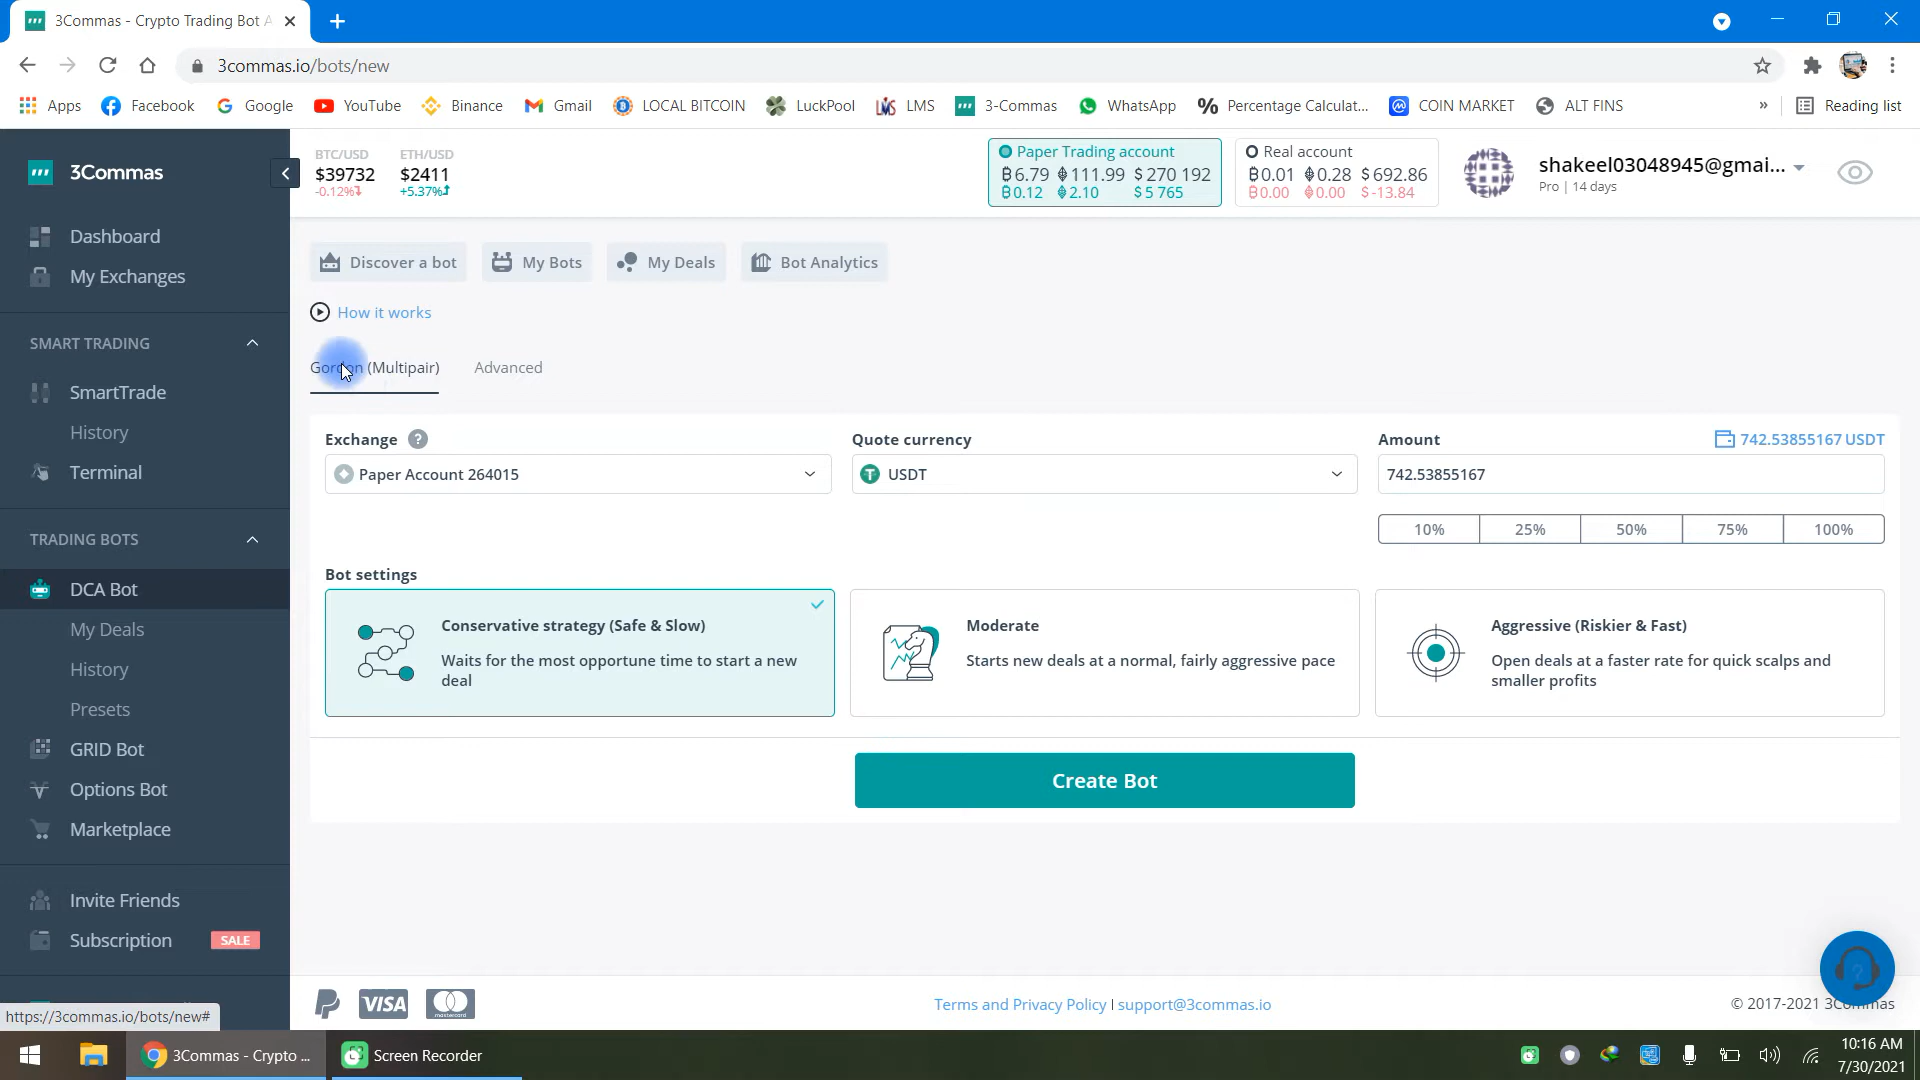 3Commas - Crypto Trading Bot A
3commas.io/bots/new
Apps Facebook Google YouTube Binance Gmail LOCAL BITCOIN LuckPool LMS 3-Commas WhatsApp Percentage Calculat... COIN MARKET ALT FINS » Reading list
3Commas
Dashboard
My Exchanges
SMART TRADING
SmartTrade
History
Terminal
TRADING BOTS
DCA Bot
My Deals
History
Presets
GRID Bot
Options Bot
Marketplace
Invite Friends
Subscription SALE
https://3commas.io/bots/new#
BTC/USD ETH/USD
$39732 $2411
-0.12% +5.37%
Paper Trading account
₿6.79 111.99 $270 192
₿0.12 2.10 $5 765
Real account
₿0.01 0.28 $692.86
₿0.00 0.00 $-13.84
shakeel03048945@gmai...
Pro | 14 days
Discover a bot My Bots My Deals Bot Analytics
How it works
Gordon (Multipair) Advanced
Exchange ? Quote currency Amount 742.53855167 USDT
Paper Account 264015 USDT 742.53855167
10% 25% 50% 75% 100%
Bot settings
Conservative strategy (Safe & Slow)
Waits for the most opportune time to start a new
deal
Moderate
Starts new deals at a normal, fairly aggressive pace
Aggressive (Riskier & Fast)
Open deals at a faster rate for quick scalps and
smaller profits
Create Bot
VISA mastercard
Terms and Privacy Policy | support@3commas.io
© 2017-2021 3Commas
3Commas - Crypto ... Screen Recorder
10:16 AM
7/30/2021